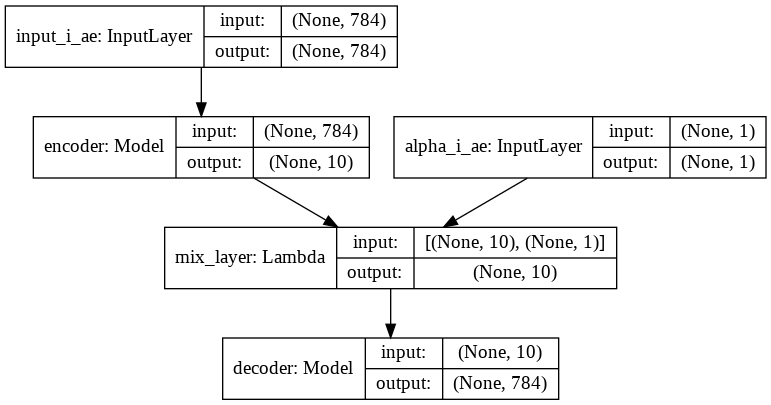 input_i_ae: InputLayer
input: (None, 784)
output: (None, 784)
encoder: Model
input: (None, 784)
output: (None, 10)
alpha_i_ae: InputLayer
input: (None, 1)
output: (None, 1)
mix_layer: Lambda
input: [(None, 10), (None, 1)]
output: (None, 10)
decoder: Model
input: (None, 10)
output: (None, 784)